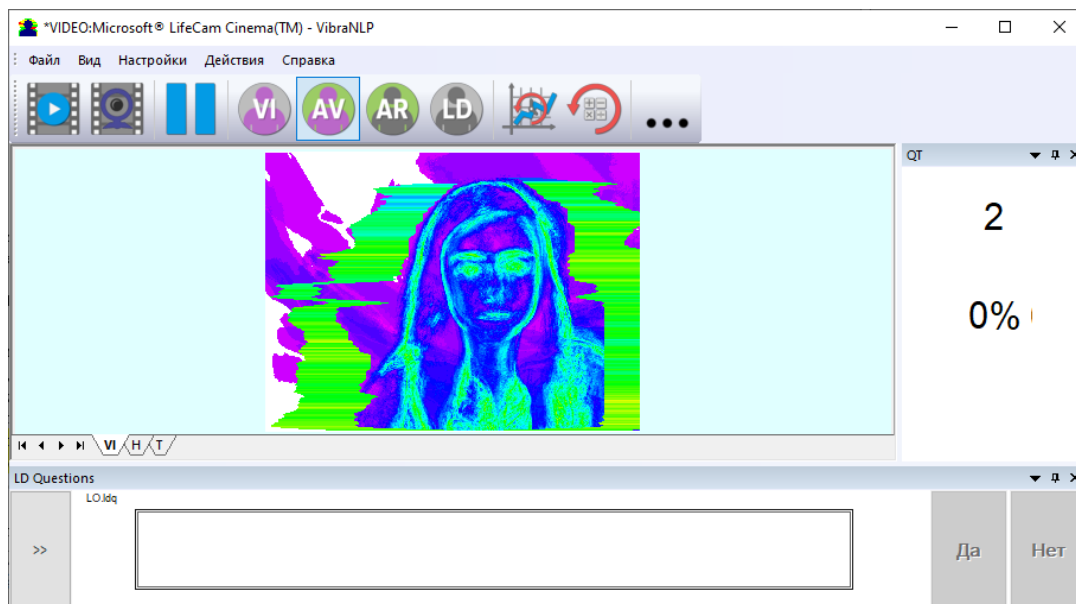 *VIDEO:Microsoft® LifeCam Cinema(TM) - VibraNLP
Файл Вид Настройки Действия Справка
VI AV AR LD
QT
2
0%
VI H T
LD Questions
LO.ldq
>>
Да Нет